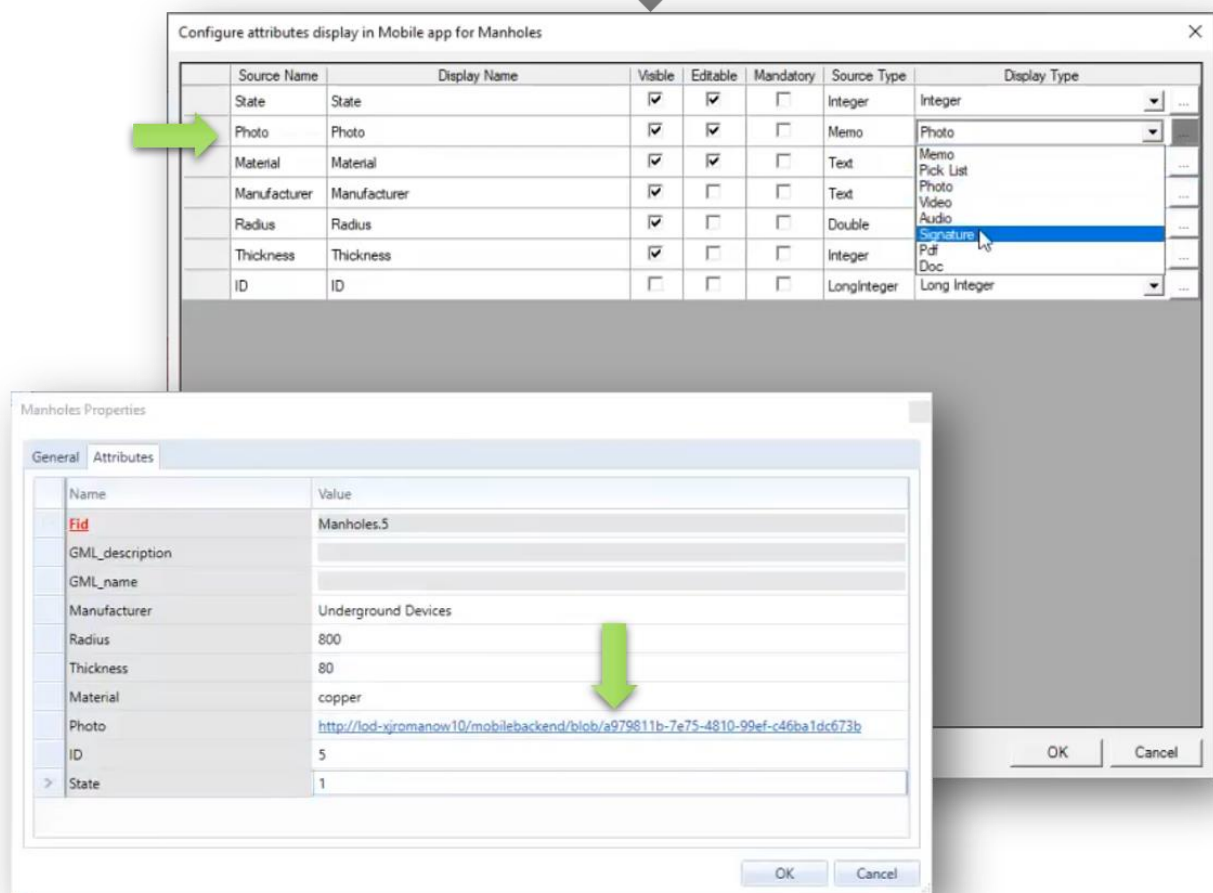 Configure attributes display in Mobile app for Manholes
Source Name Display Name Visible Editable Mandatory Source Type Display Type
State State Integer Integer ...
Photo Photo Memo Photo ...
Memo
Pick List
Photo
Video
Audio
Signature
Pdf
Doc
Material Material Text ...
Manufacturer Manufacturer Text ...
Radius Radius Double ...
Thickness Thickness Integer ...
ID ID LongInteger Long Integer ...
OK Cancel
Manholes Properties
General Attributes
Name Value
Fid Manholes.5
GML_description
GML_name
Manufacturer Underground Devices
Radius 800
Thickness 80
Material copper
Photo http://lod-xjromanow10/mobilebackend/blob/a979811b-7e75-4810-99ef-c46ba1dc673b
ID 5
State 1
OK Cancel